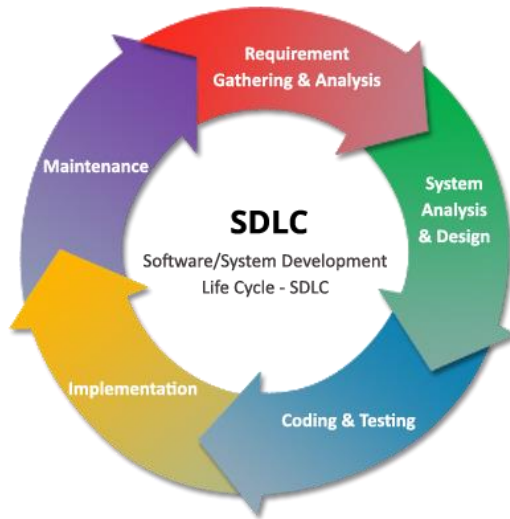 Requirement
Gathering & Analysis
System
Analysis
& Design
Coding & Testing
Implementation
Maintenance
SDLC
Software/System Development
Life Cycle - SDLC